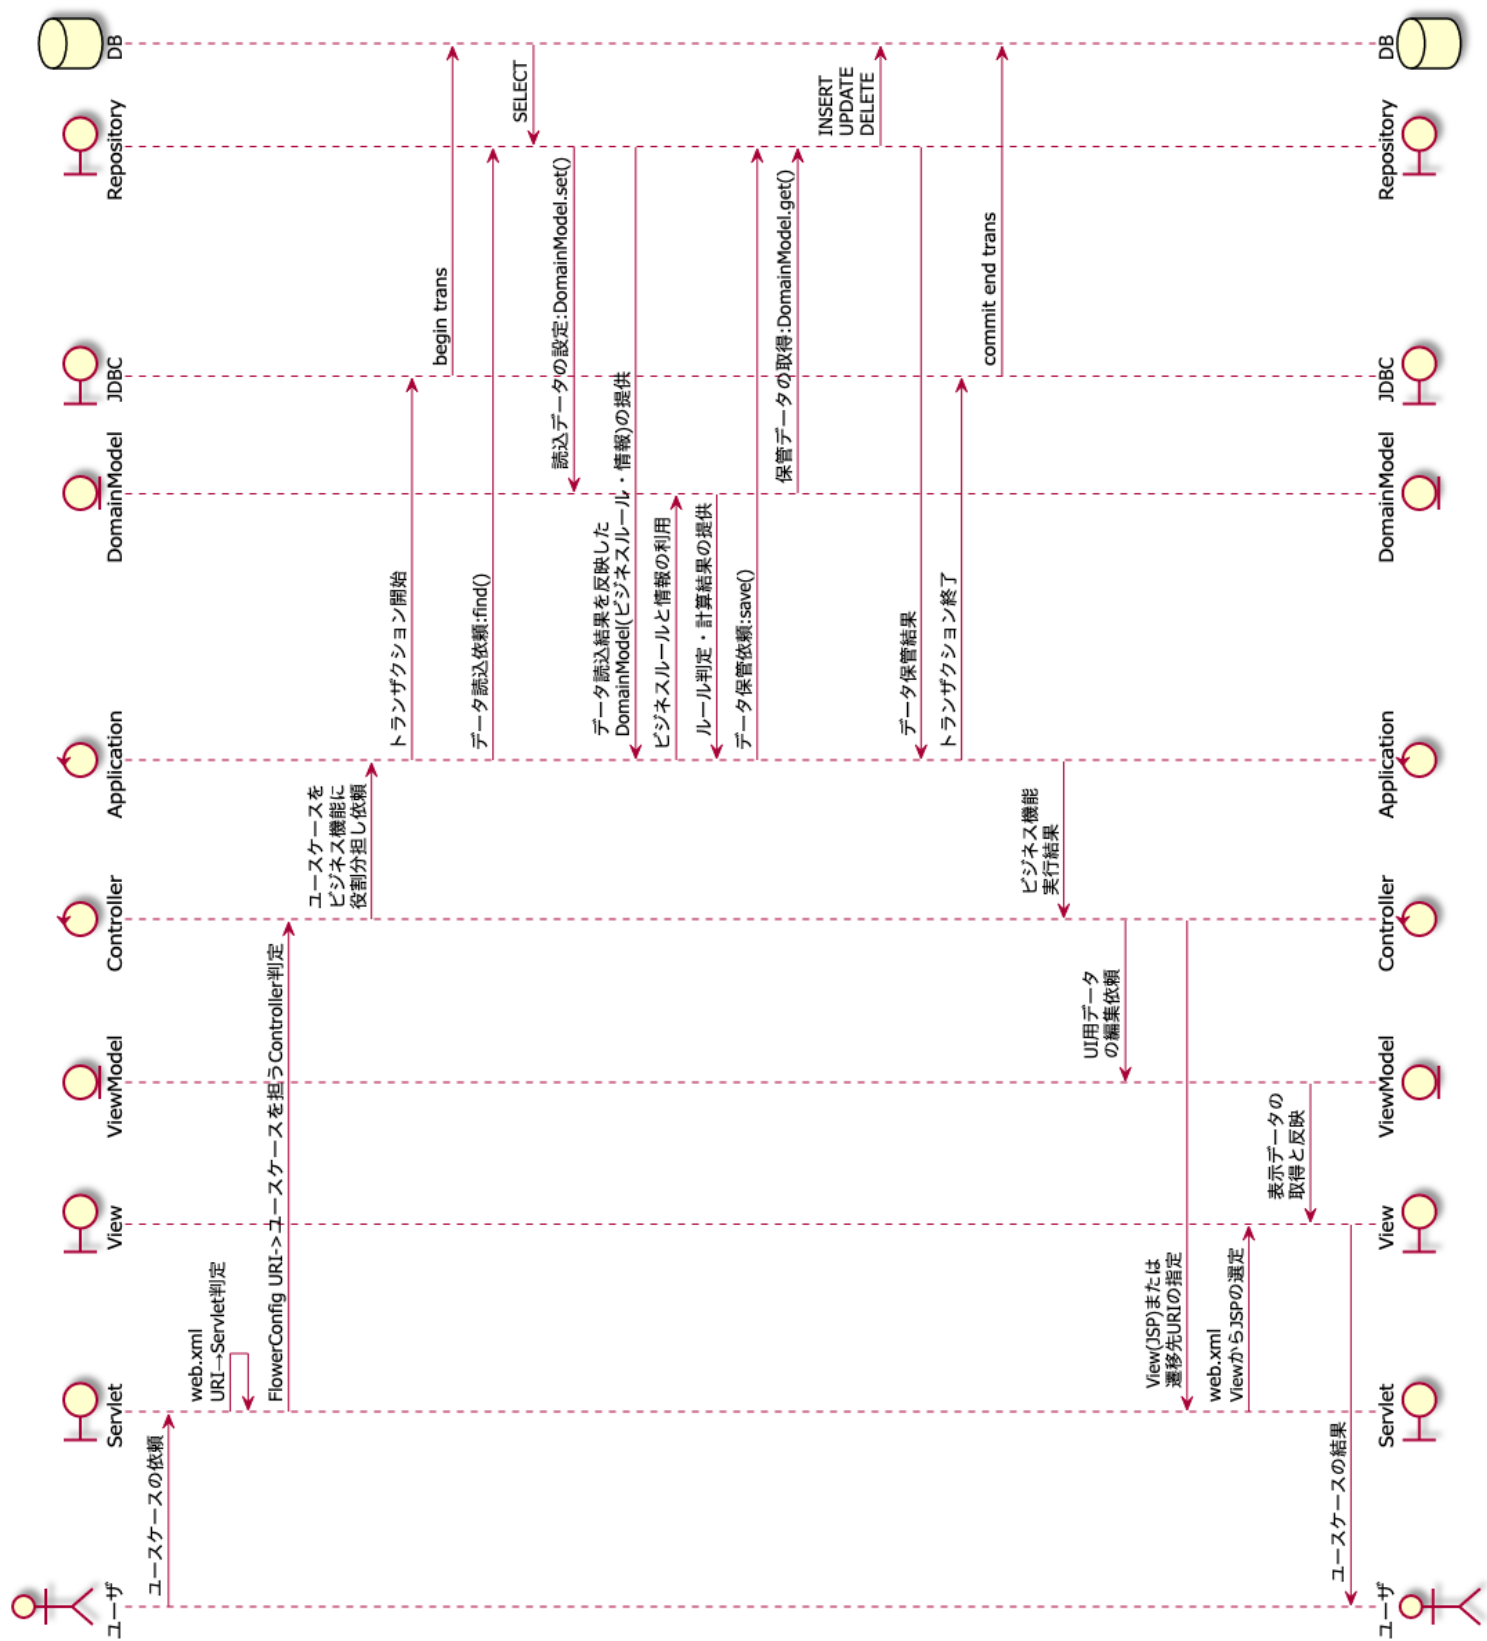 ユーザ
Servlet
View
ViewModel
Controller
Application
DomainModel
JDBC
Repository
DB
ユースケースの依頼
web.xml
URI→Servlet判定
FlowerConfig URI->ユースケースを担うController判定
ユースケースを
ビジネス機能に
役割分担し依頼
トランザクション開始
begin trans
データ読込依頼:find()
SELECT
読込データの設定:DomainModel.set()
データ読込結果を反映した
DomainModel(ビジネスルール・情報)の提供
ビジネスルールと情報の利用
ルール判定・計算結果の提供
データ保管依頼:save()
保管データの取得:DomainModel.get()
INSERT
UPDATE
DELETE
データ保管結果
トランザクション終了
commit end trans
ビジネス機能
実行結果
UI用データ
の編集依頼
View(JSP)または
遷移先URIの指定
web.xml
ViewからJSPの選定
表示データの
取得と反映
ユースケースの結果
ユーザ
Servlet
View
ViewModel
Controller
Application
DomainModel
JDBC
Repository
DB